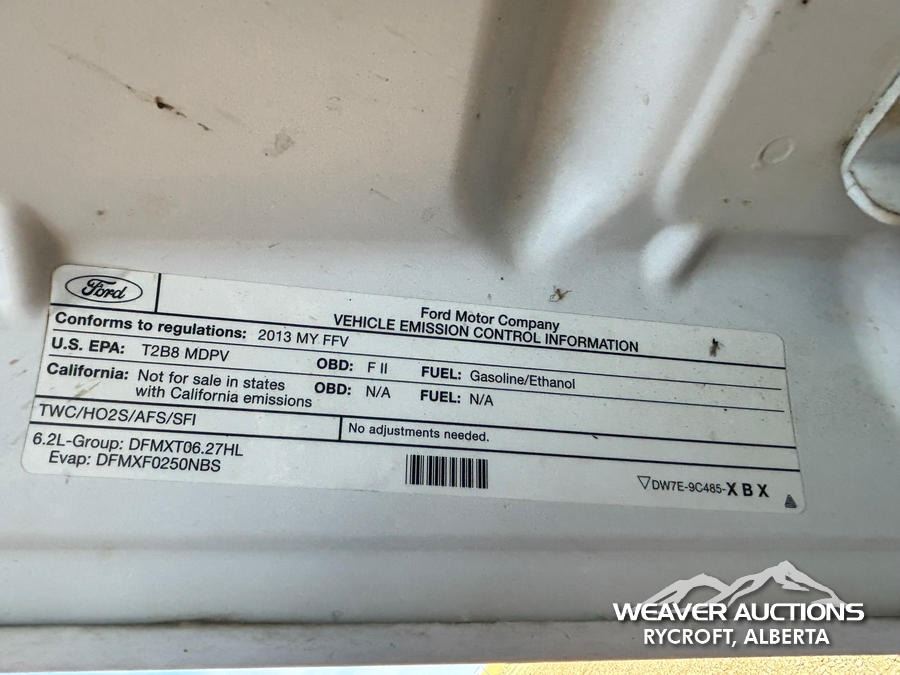 Ford
Ford Motor Company
VEHICLE EMISSION CONTROL INFORMATION
Conforms to regulations: 2013 MY FFV
U.S. EPA: T2B8 MDPV OBD: F II FUEL: Gasoline/Ethanol
California: Not for sale in states with California emissions OBD: N/A FUEL: N/A
TWC/HO2S/AFS/SFI No adjustments needed.
6.2L-Group: DFMXT06.27HL
Evap: DFMXF0250NBS
DW7E-9C485-XBX
WEAVER AUCTIONS
RYCROFT, ALBERTA